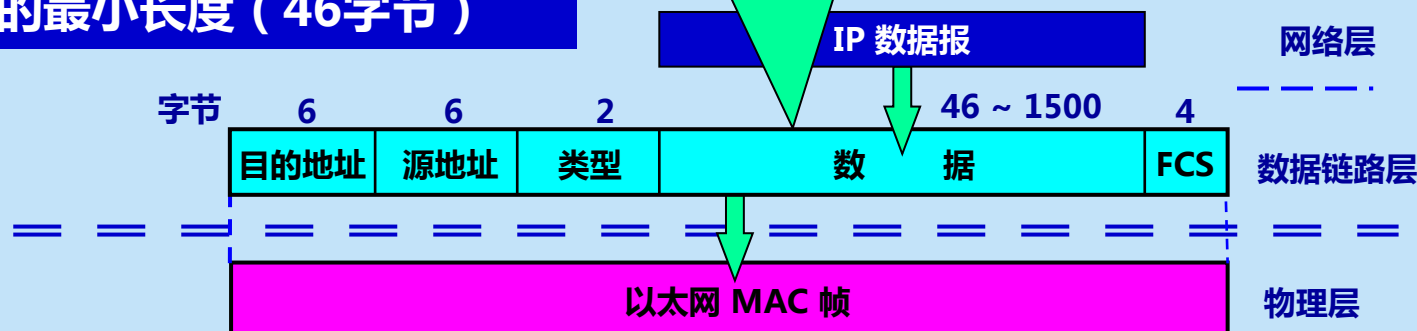 的最小长度（46字节）
IP 数据报
网络层
字节 6 6 2 46 ~ 1500 4
目的地址 源地址 类型 数 据 FCS 数据链路层
以太网 MAC 帧 物理层